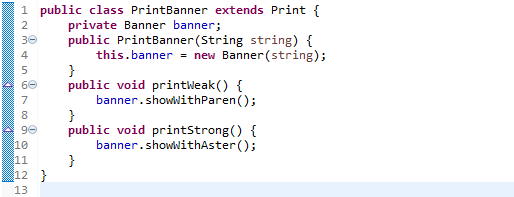 1 public class PrintBanner extends Print {
2     private Banner banner;
3     public PrintBanner(String string) {
4         this.banner = new Banner(string);
5     }
6     public void printWeak() {
7         banner.showWithParen();
8     }
9     public void printStrong() {
10         banner.showWithAster();
11     }
12 }
13